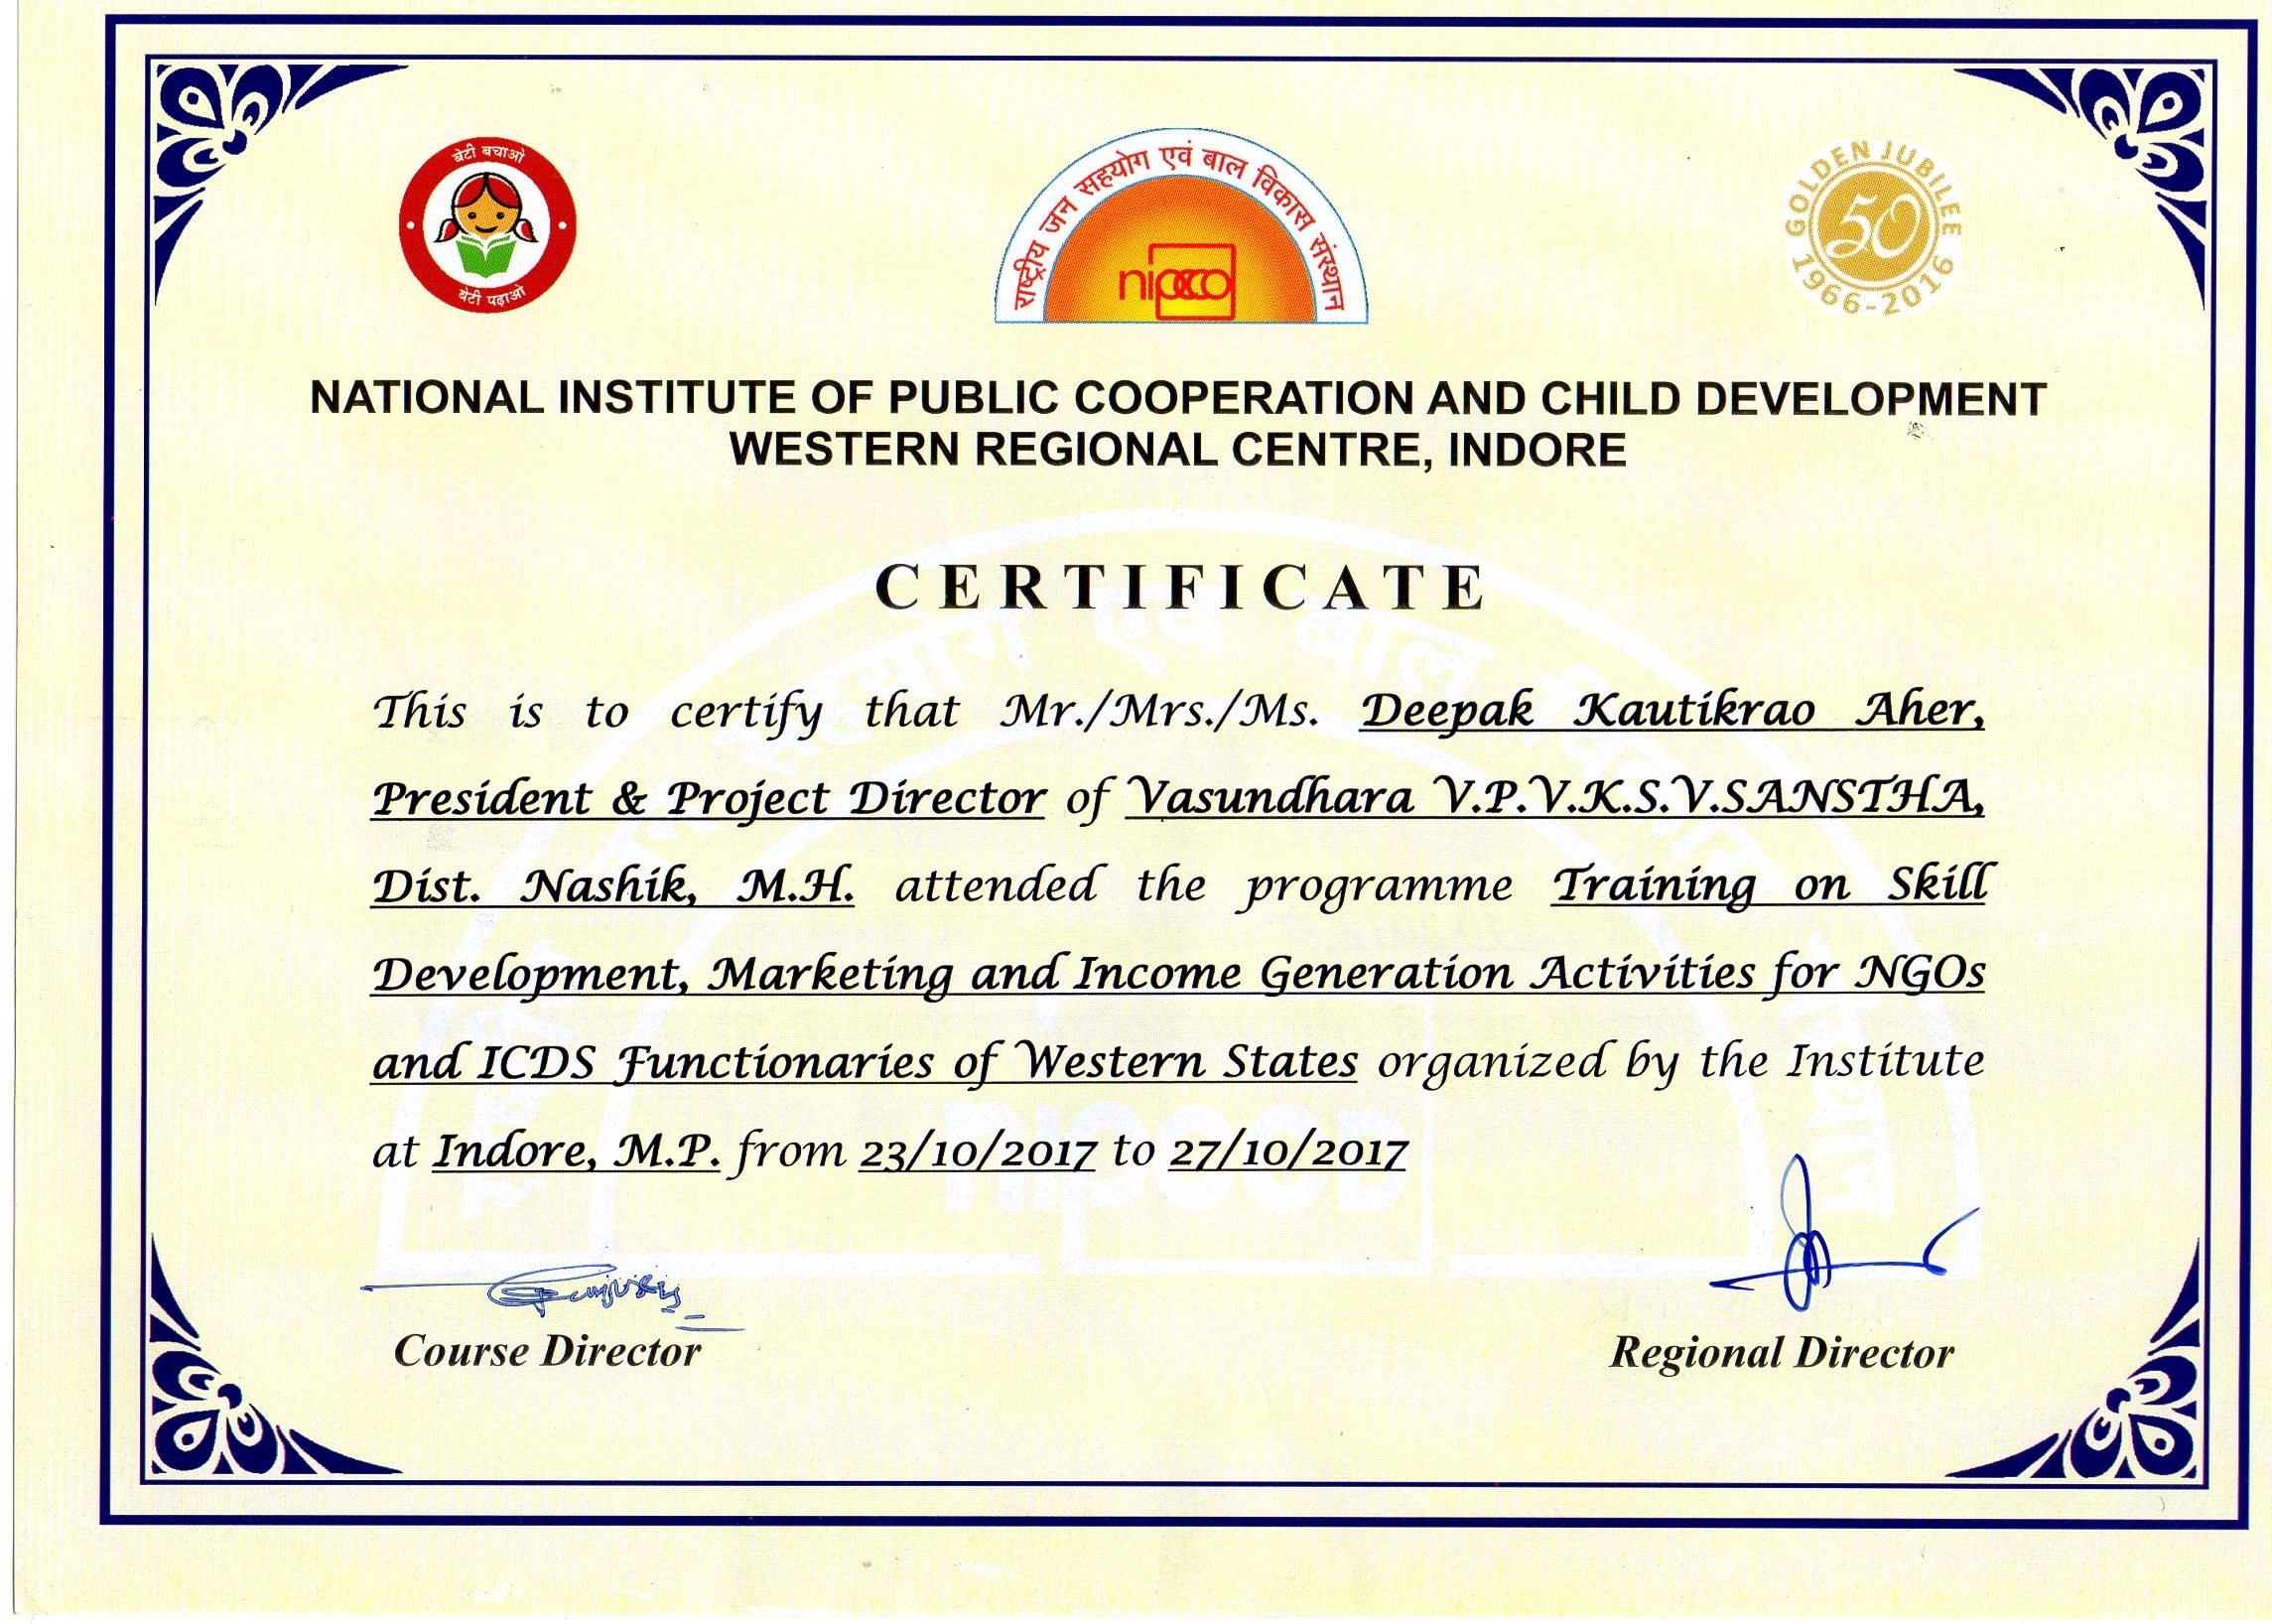 बेटी बचाओ
बेटी पढ़ाओ
राष्ट्रीय जन सहयोग एवं बाल विकास संस्थान
nipccd
GOLDEN JUBILEE
50
1966-2016
NATIONAL INSTITUTE OF PUBLIC COOPERATION AND CHILD DEVELOPMENT
WESTERN REGIONAL CENTRE, INDORE
CERTIFICATE
This is to certify that Mr./Mrs./Ms. Deepak Kautikrao Aher,
President & Project Director of Vasundhara V.P.V.K.S.V.SANSTHA,
Dist. Nashik, M.H. attended the programme Training on Skill
Development, Marketing and Income Generation Activities for NGOs
and ICDS Functionaries of Western States organized by the Institute
at Indore, M.P. from 23/10/2017 to 27/10/2017
Course Director
Regional Director